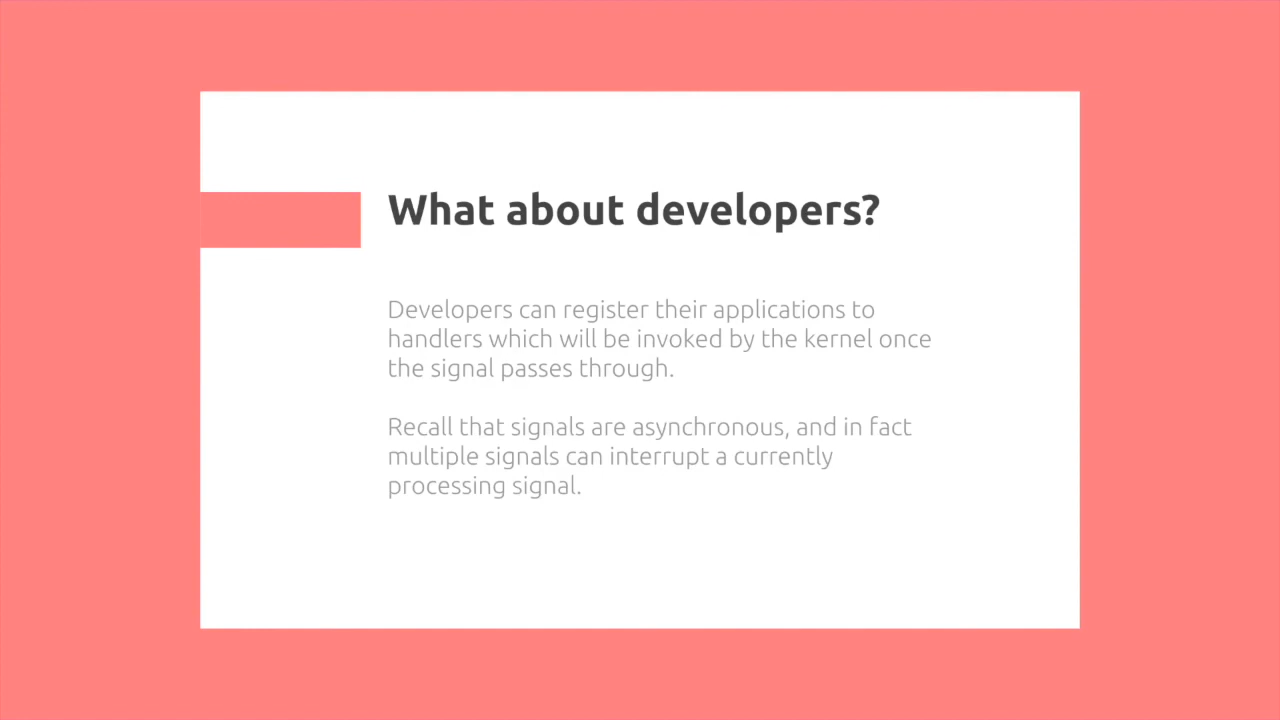 What about developers?
Developers can register their applications to
handlers which will be invoked by the kernel once
the signal passes through.
Recall that signals are asynchronous, and in fact
multiple signals can interrupt a currently
processing signal.